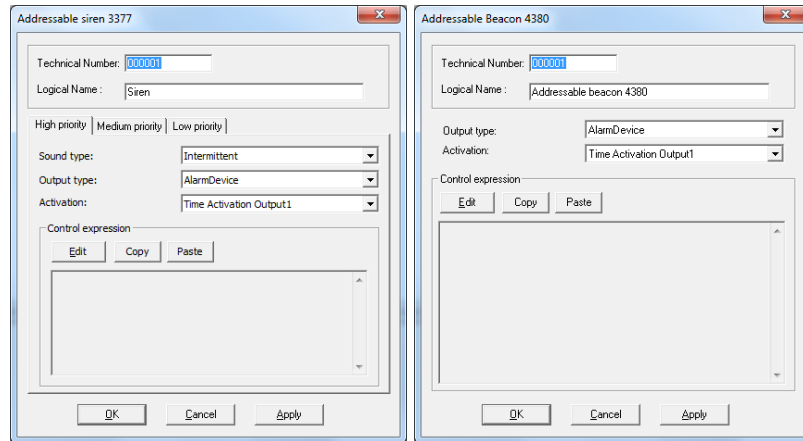 Addressable siren 3377
Technical Number: 000001
Logical Name : Siren
High priority Medium priority Low priority
Sound type: Intermittent
Output type: AlarmDevice
Activation: Time Activation Output1
Control expression
Edit Copy Paste
OK Cancel Apply
Addressable Beacon 4380
Technical Number: 000001
Logical Name : Addressable beacon 4380
Output type: AlarmDevice
Activation: Time Activation Output1
Control expression
Edit Copy Paste
OK Cancel Apply